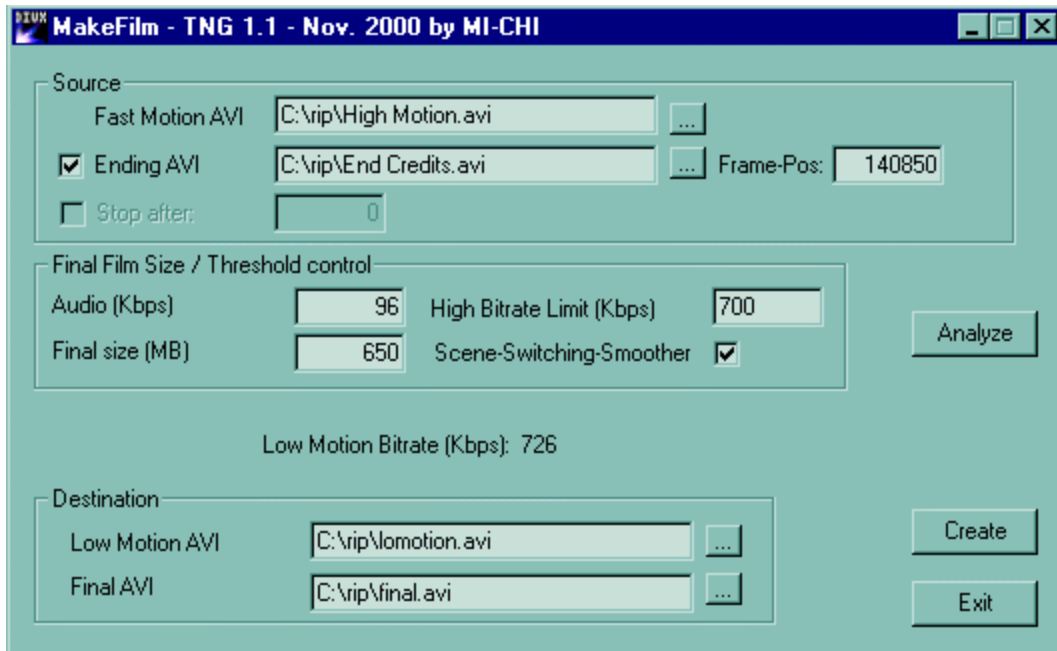 DIVX MakeFilm - TNG 1.1 - Nov. 2000 by MI-CHI
Source
Fast Motion AVI C:\rip\High Motion.avi ...
Ending AVI C:\rip\End Credits.avi ... Frame-Pos: 140850
Stop after: 0
Final Film Size / Threshold control
Audio (Kbps) 96 High Bitrate Limit (Kbps) 700
Final size (MB) 650 Scene-Switching-Smoother
Analyze
Low Motion Bitrate (Kbps): 726
Destination
Low Motion AVI C:\rip\lomotion.avi ...
Create
Final AVI C:\rip\final.avi ...
Exit